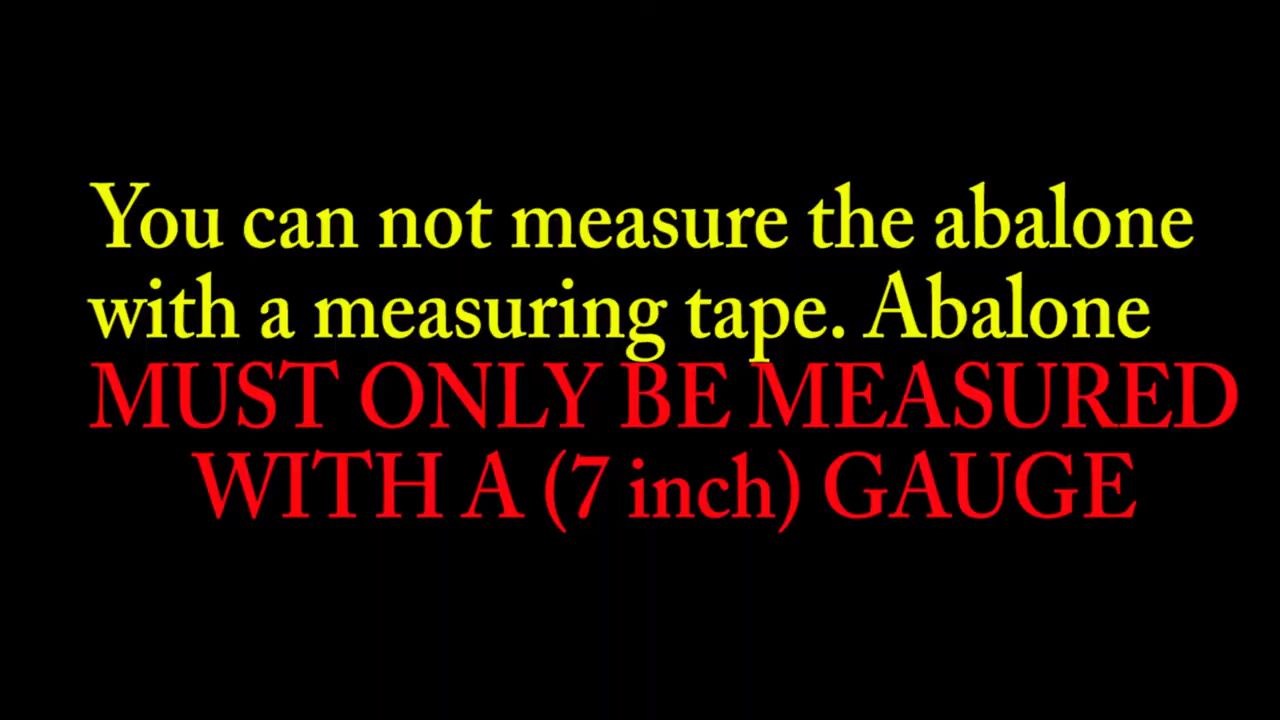 You can not measure the abalone
with a measuring tape. Abalone
MUST ONLY BE MEASURED
WITH A (7 inch) GAUGE